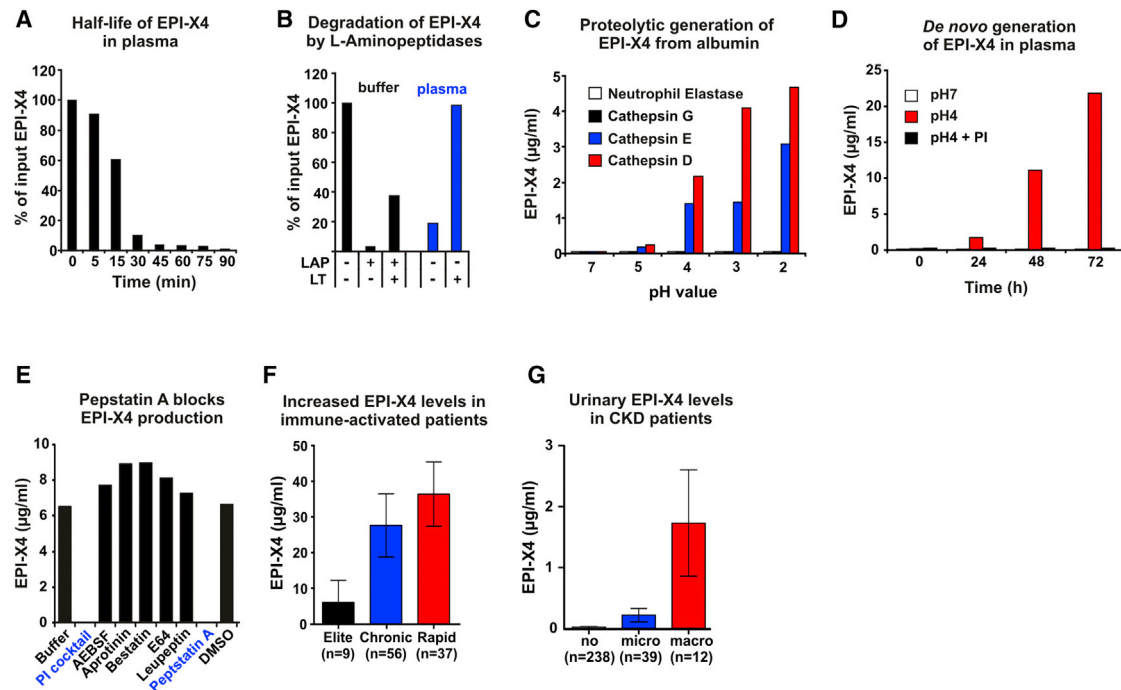 A
Half-life of EPI-X4
in plasma
% of input EPI-X4
120
100
80
60
40
20
0
0 5 15 30 45 60 75 90
Time (min)
B
Degradation of EPI-X4
by L-Aminopeptidases
buffer plasma
% of input EPI-X4
120
100
80
60
40
20
0
LAP - + + - -
LT - - + - +
C
Proteolytic generation of
EPI-X4 from albumin
Neutrophil Elastase
Cathepsin G
Cathepsin E
Cathepsin D
EPI-X4 (µg/ml)
5
4
3
2
1
0
7 5 4 3 2
pH value
D
De novo generation
of EPI-X4 in plasma
pH7
pH4
pH4 + PI
EPI-X4 (µg/ml)
25
20
15
10
5
0
0 24 48 72
Time (h)
E
Pepstatin A blocks
EPI-X4 production
EPI-X4 (µg/ml)
10
8
6
4
2
0
Buffer
PI cocktail
AEBSF
Aprotinin
Bestatin
E64
Leupeptin
Peptstatin A
DMSO
F
Increased EPI-X4 levels in
immune-activated patients
EPI-X4 (µg/ml)
50
40
30
20
10
0
Elite Chronic Rapid
(n=9) (n=56) (n=37)
G
Urinary EPI-X4 levels
in CKD patients
EPI-X4 (µg/ml)
3
2
1
0
no micro macro
(n=238) (n=39) (n=12)